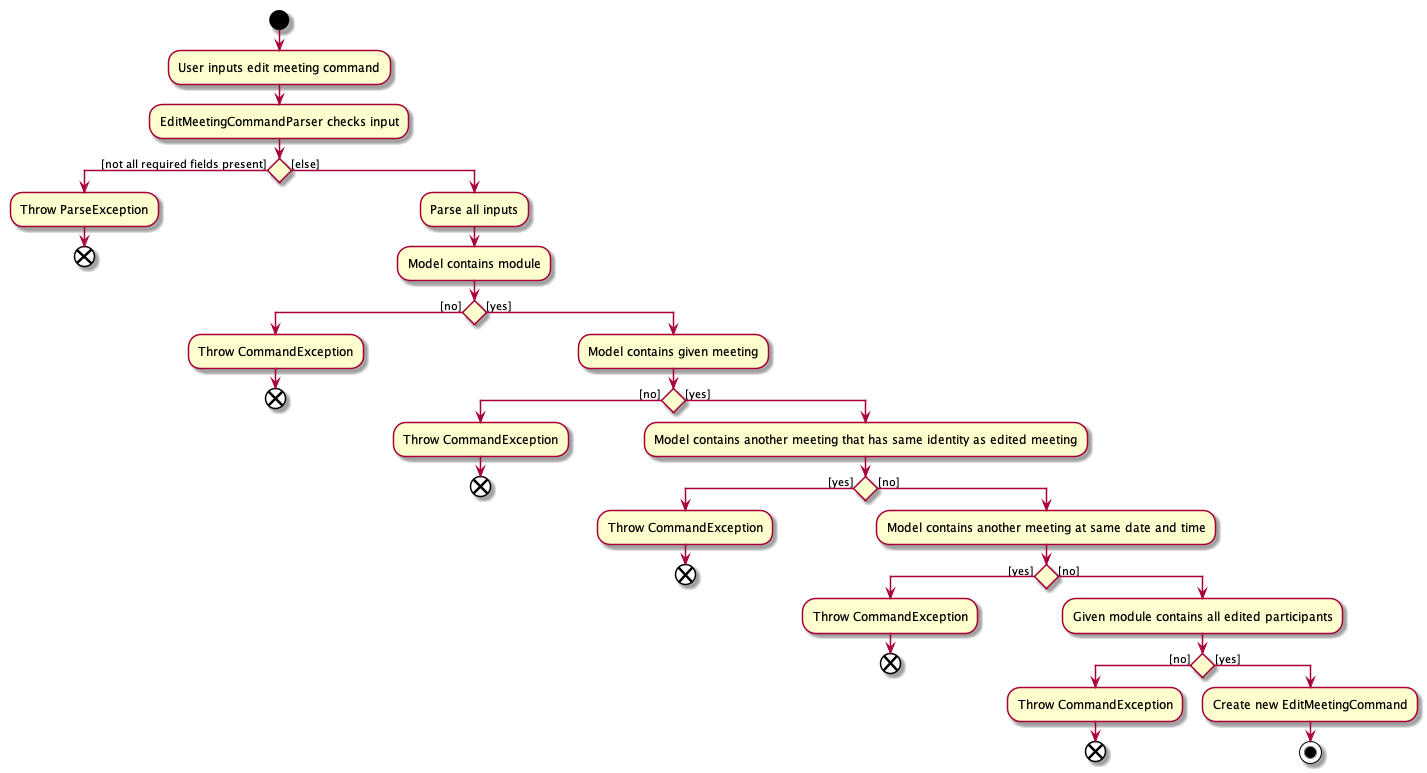 User inputs edit meeting command
EditMeetingCommandParser checks input
[not all required fields present]
[else]
Throw ParseException
Parse all inputs
Model contains module
[no]
[yes]
Throw CommandException
Model contains given meeting
[no]
[yes]
Throw CommandException
Model contains another meeting that has same identity as edited meeting
[yes]
[no]
Throw CommandException
Model contains another meeting at same date and time
[yes]
[no]
Throw CommandException
Given module contains all edited participants
[no]
[yes]
Throw CommandException
Create new EditMeetingCommand